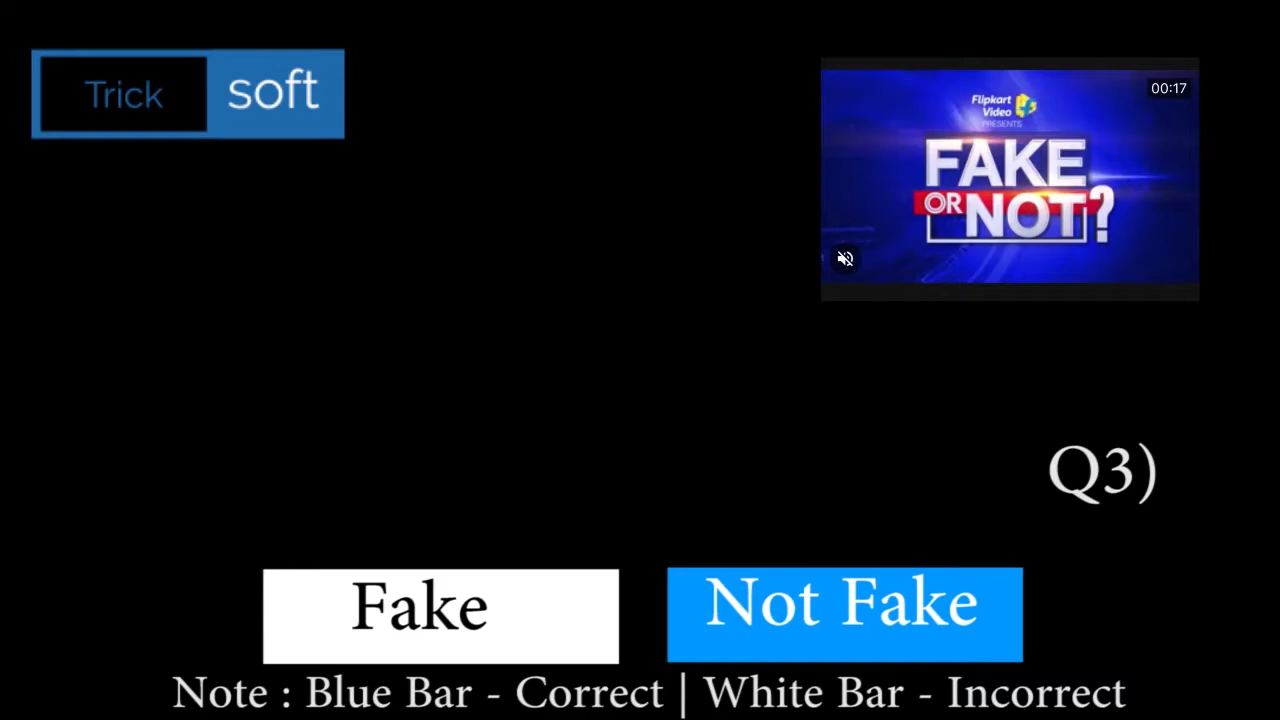 Trick soft
00:17
Flipkart
Video
PRESENTS
FAKE
OR NOT?
Q3)
Fake
Not Fake
Note : Blue Bar - Correct | White Bar - Incorrect